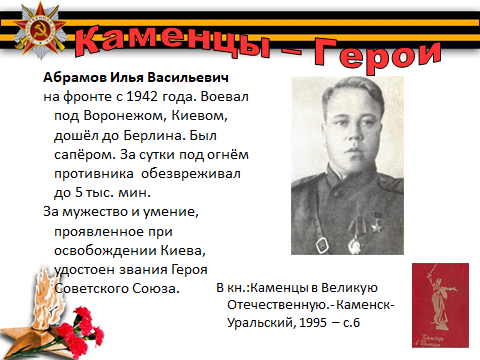 Каменцы – Герои
Абрамов Илья Васильевич
на фронте с 1942 года. Воевал
под Воронежом, Киевом,
дошёл до Берлина. Был
сапёром. За сутки под огнём
противника обезвреживал
до 5 тыс. мин.
За мужество и умение,
проявленное при
освобождении Киева,
удостоен звания Героя
Советского Союза.
В кн.:Каменцы в Великую
Отечественную.-Каменск-
Уральский, 1995 – с.6